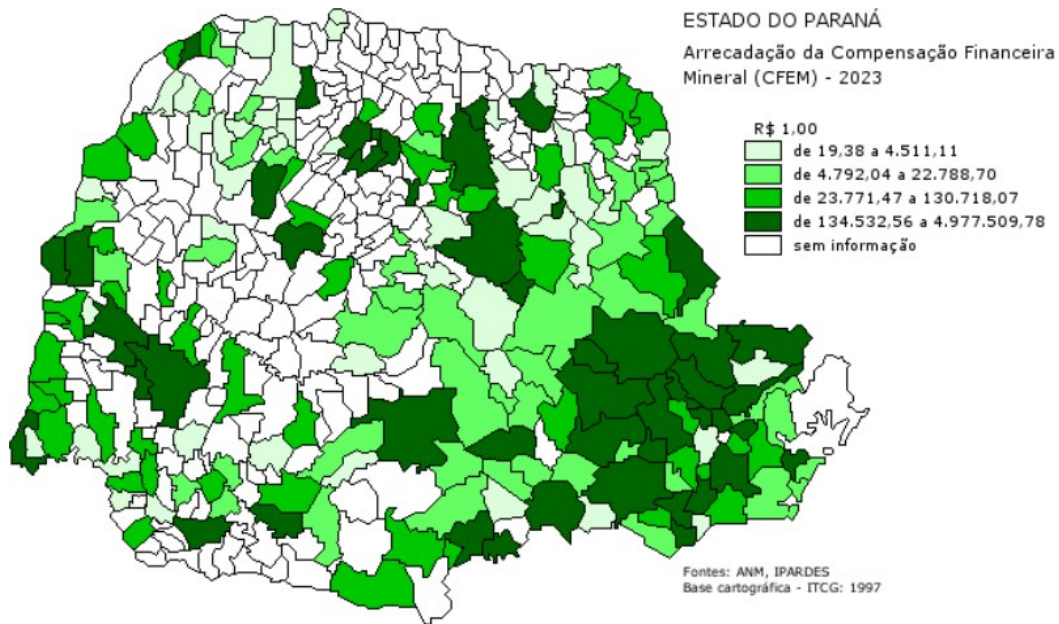 ESTADO DO PARANÁ
Arrecadação da Compensação Financeira
Mineral (CFEM) - 2023
R$ 1,00
de 19,38 a 4.511,11
de 4.792,04 a 22.788,70
de 23.771,47 a 130.718,07
de 134.532,56 a 4.977.509,78
sem informação
Fontes: ANM, IPARDES
Base cartográfica - ITCG: 1997